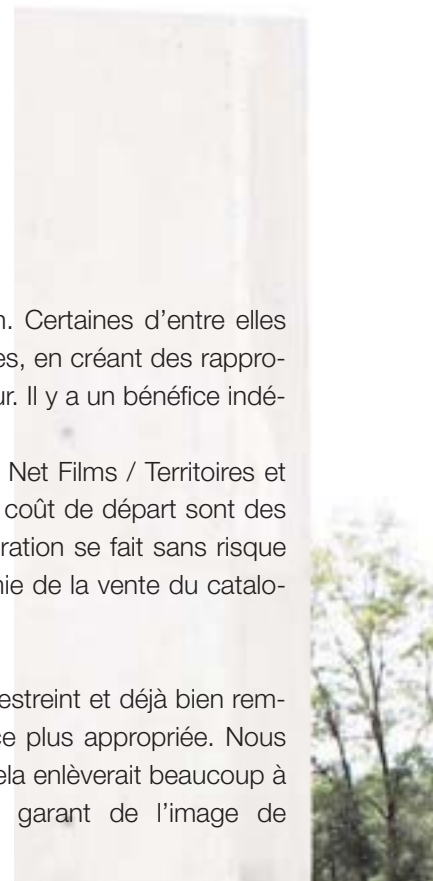 n. Certaines d’entre elles
es, en créant des rappro-
ur. Il y a un bénéfice indé-
Net Films / Territoires et
coût de départ sont des
ration se fait sans risque
nie de la vente du catalo-
estreint et déjà bien rem-
ce plus appropriée. Nous
ela enlèverait beaucoup à
garant de l’image de